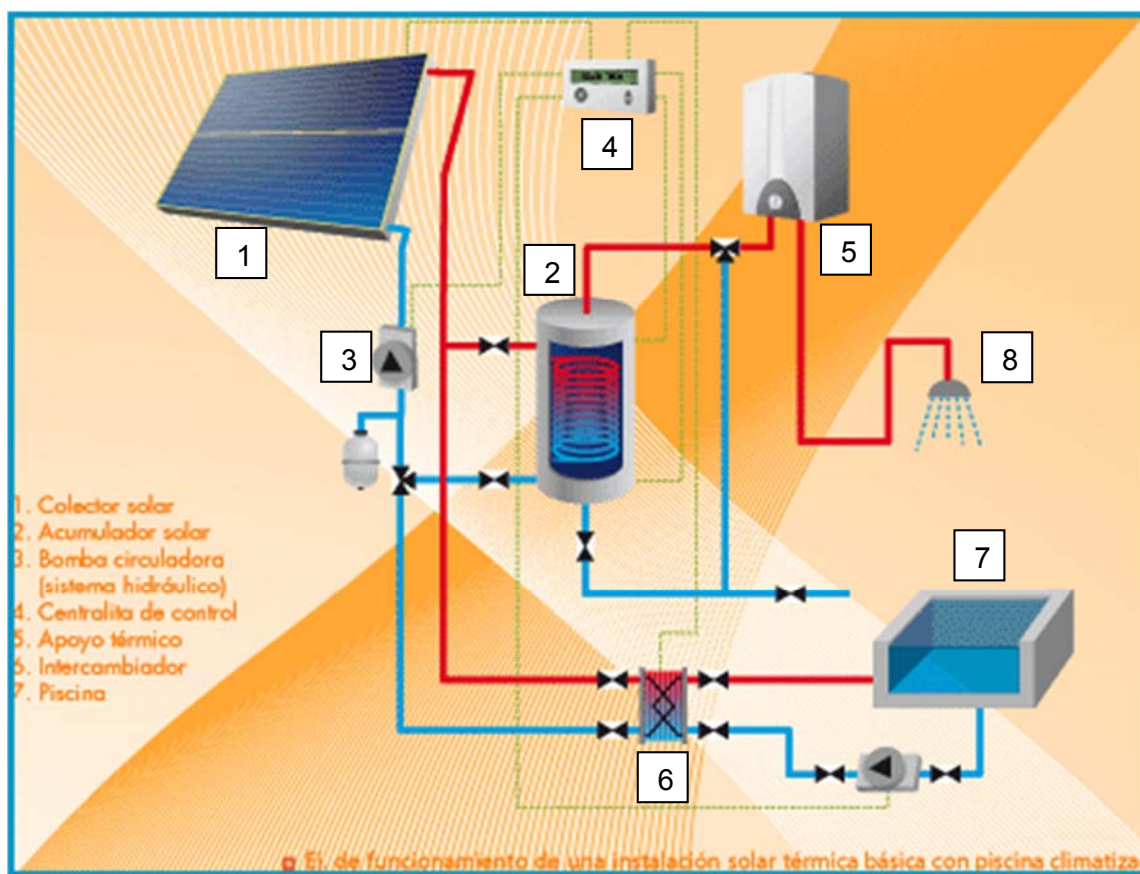 4
1
2
5
3
8
1. Colector solar
2. Acumulador solar
3. Bomba circuladora
(sistema hidráulico)
4. Centralita de control
5. Apoyo térmico
6. Intercambiador
7. Piscina
7
6
Ej. de funcionamiento de una instalación solar térmica básica con piscina climatiza